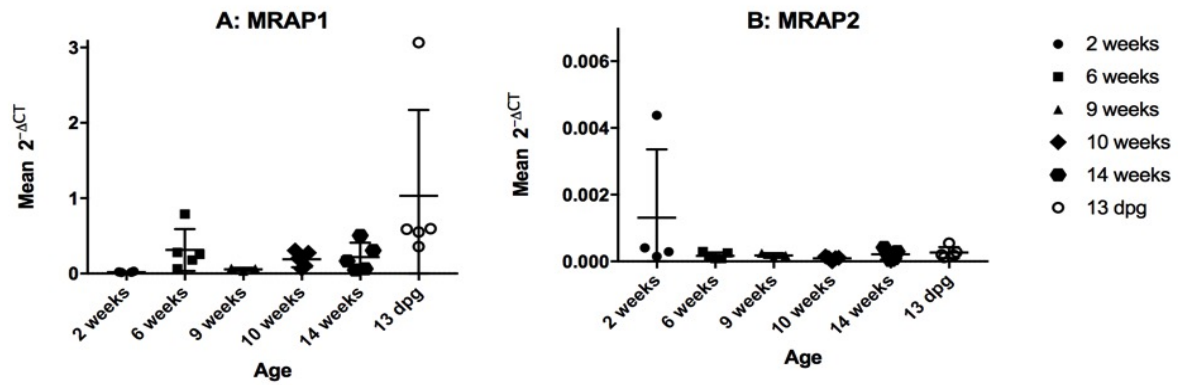 A: MRAP1
3
2
1
0
Mean 2⁻ΔCT
2 weeks
6 weeks
9 weeks
10 weeks
14 weeks
13 dpg
Age
B: MRAP2
0.006
0.004
0.002
0.000
Mean 2⁻ΔCT
2 weeks
6 weeks
9 weeks
10 weeks
14 weeks
13 dpg
Age
2 weeks
6 weeks
9 weeks
10 weeks
14 weeks
13 dpg